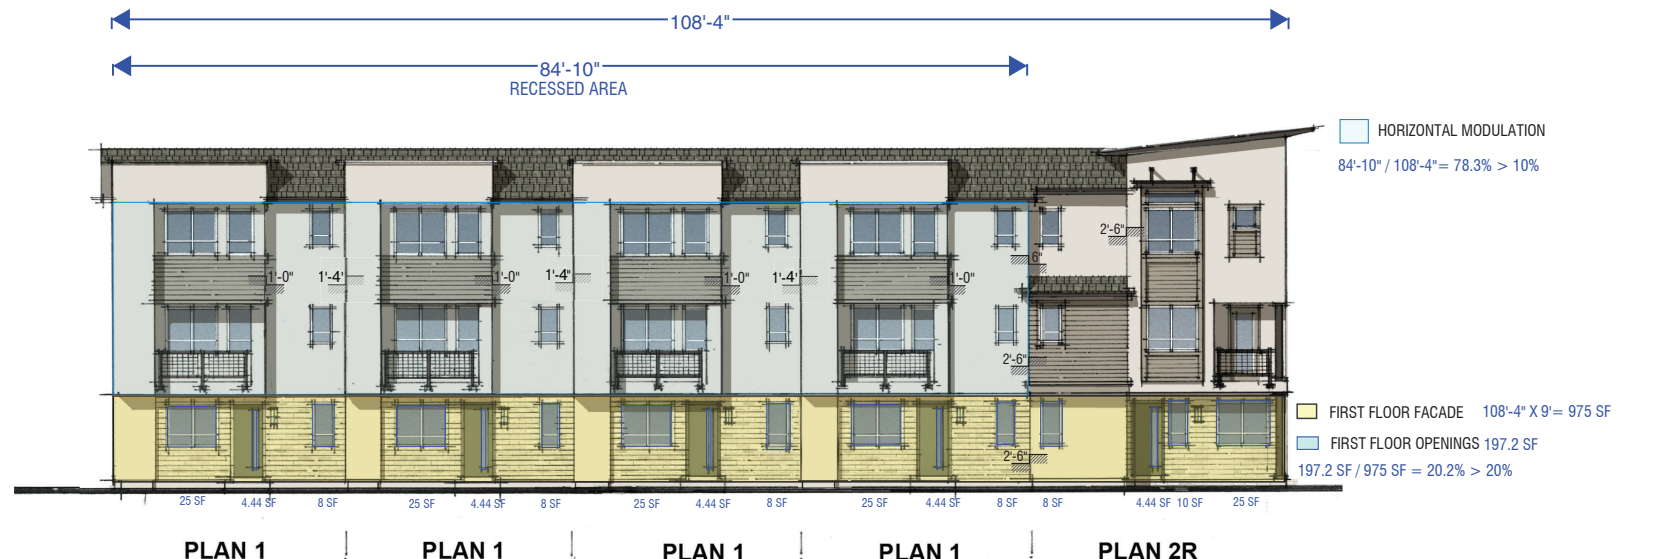 108'-4"
84'-10"
RECESSED AREA
HORIZONTAL MODULATION
84'-10" / 108'-4"= 78.3% > 10%
2'-6"
6"
1'-0" 1'-4' 1'-0" 1'-4" 1'-0" 1'-4' 1'-0"
2'-6"
FIRST FLOOR FACADE 108'-4" X 9'= 975 SF
FIRST FLOOR OPENINGS 197.2 SF
2'-6"
197.2 SF / 975 SF = 20.2% > 20%
25 SF 4.44 SF 8 SF 25 SF 4.44 SF 8 SF 25 SF 4.44 SF 8 SF 25 SF 4.44 SF 8 SF 8 SF 4.44 SF 10 SF 25 SF
PLAN 1 PLAN 1 PLAN 1 PLAN 1 PLAN 2R